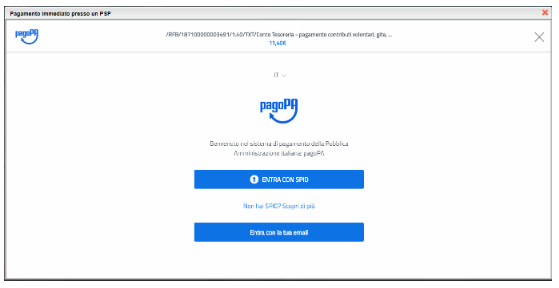 Pagamento immediato presso un PSP
pagoPA
/RFB/187100000003691/1.40/TXT/Conto Tesoreria - pagamento contributi volontari, gite, ...
11,40€
IT
pagoPA
Benvenuto nel sistema di pagamento della Pubblica
Amministrazione italiana: pagoPA
ENTRA CON SPID
Non hai SPID? Scopri di più
Entra con la tua email